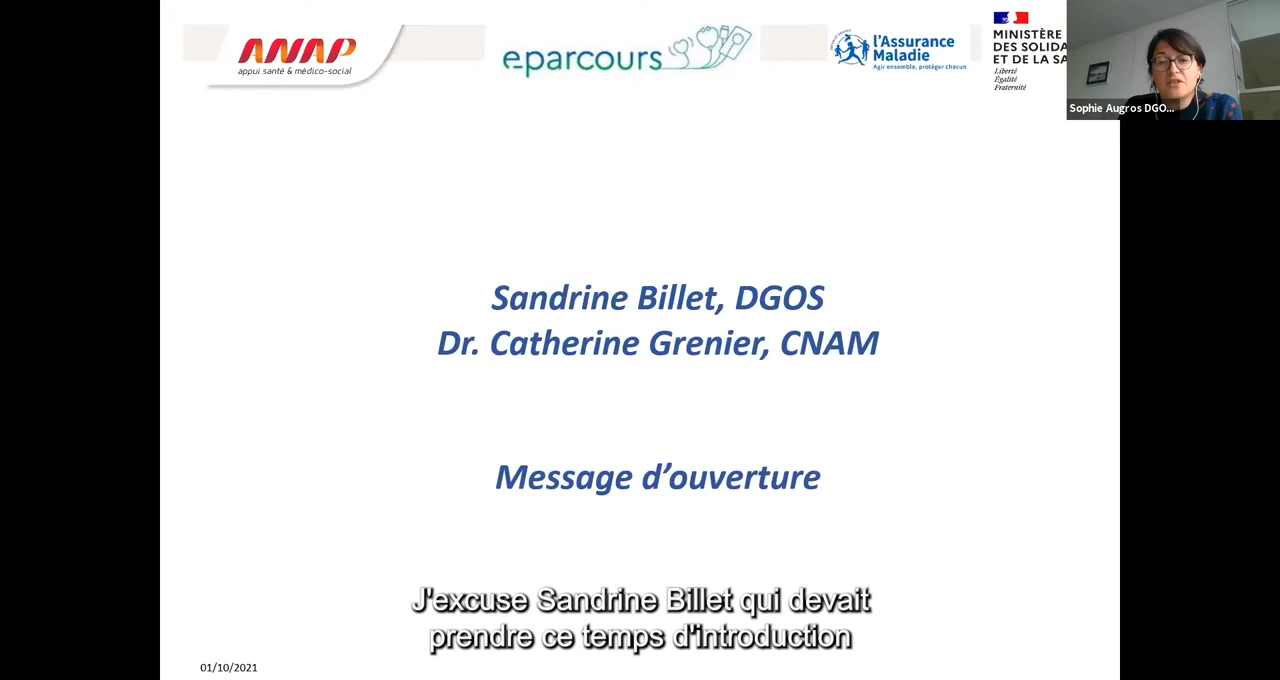 ANAP
appui santé & médico-social
eparcours
l'Assurance
Maladie
Agir ensemble, protéger chacun
MINISTÈRE
DES SOLIDA
ET DE LA SA
Liberté
Égalité
Fraternité
Sophie Augros DGO...
Sandrine Billet, DGOS
Dr. Catherine Grenier, CNAM
Message d’ouverture
J'excuse Sandrine Billet qui devait
prendre ce temps d'introduction
01/10/2021